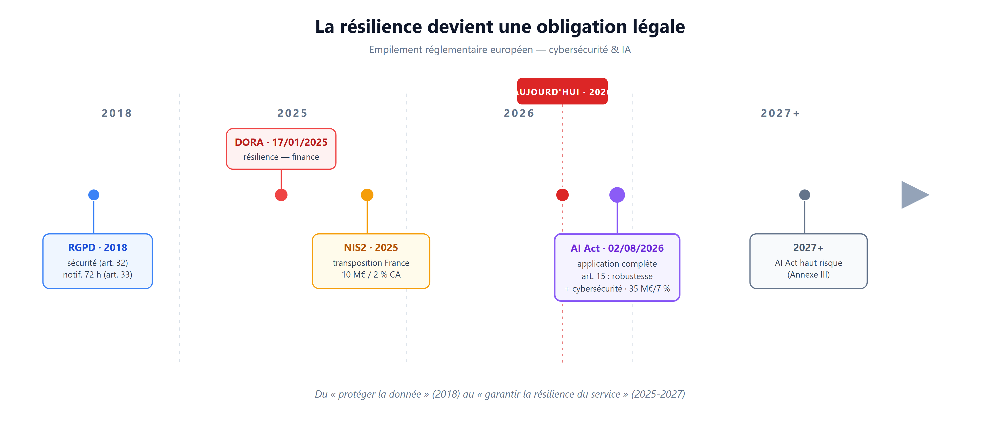 La résilience devient une obligation légale
Empilement réglementaire européen — cybersécurité & IA
AUJOURD'HUI · 2026
2018
2025
2026
2027+
DORA · 17/01/2025
résilience — finance
RGPD · 2018
sécurité (art. 32)
notif. 72 h (art. 33)
NIS2 · 2025
transposition France
10 M€ / 2 % CA
AI Act · 02/08/2026
application complète
art. 15 : robustesse
+ cybersécurité · 35 M€/7 %
2027+
AI Act haut risque
(Annexe III)
Du « protéger la donnée » (2018) au « garantir la résilience du service » (2025-2027)